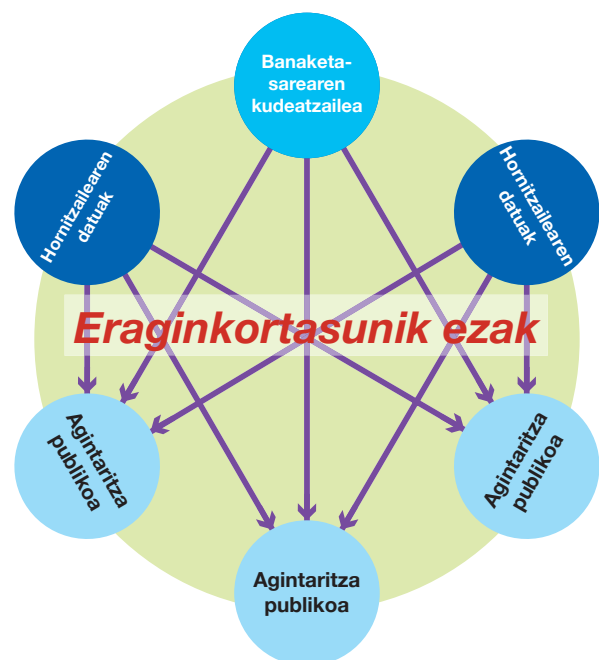 Banaketa-
sarearen
kudeatzailea
Hornitzailearen
datuak
Hornitzailearen
datuak
Eraginkortasunik ezak
Agintaritza
publikoa
Agintaritza
publikoa
Agintaritza
publikoa